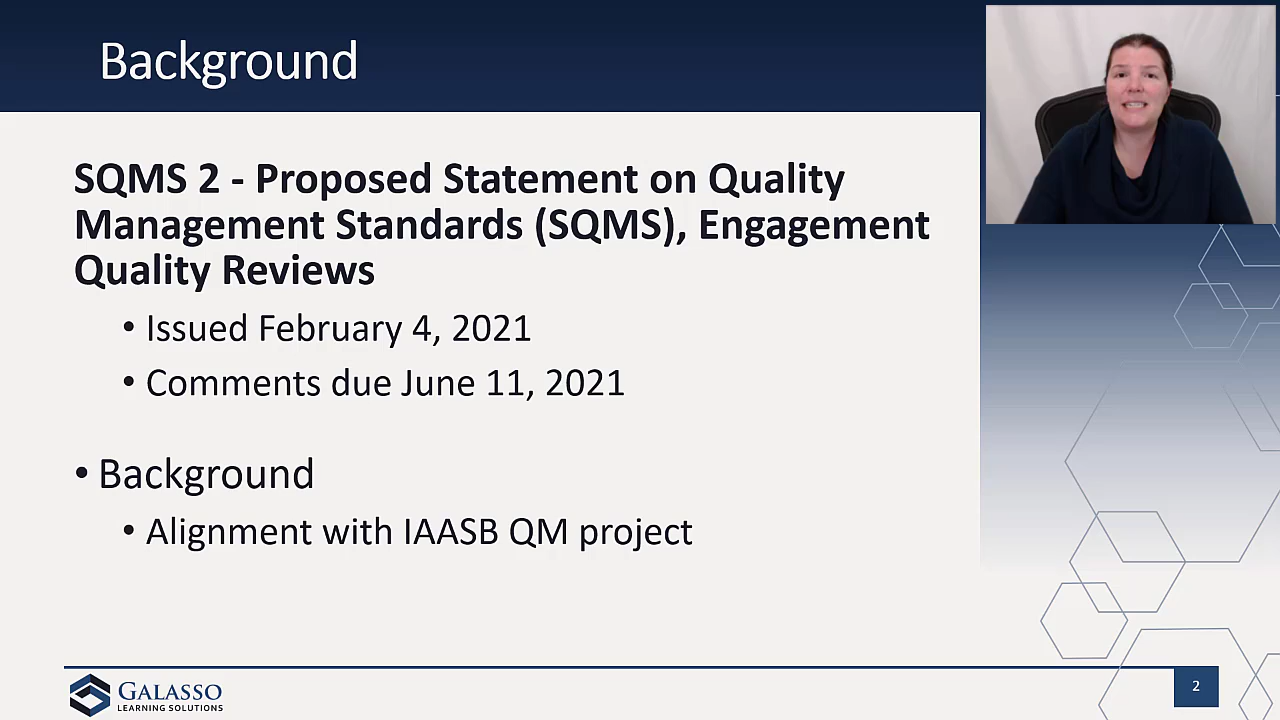 Background
SQMS 2 - Proposed Statement on Quality
Management Standards (SQMS), Engagement
Quality Reviews
• Issued February 4, 2021
• Comments due June 11, 2021
• Background
• Alignment with IAASB QM project
GALASSO
LEARNING SOLUTIONS
2